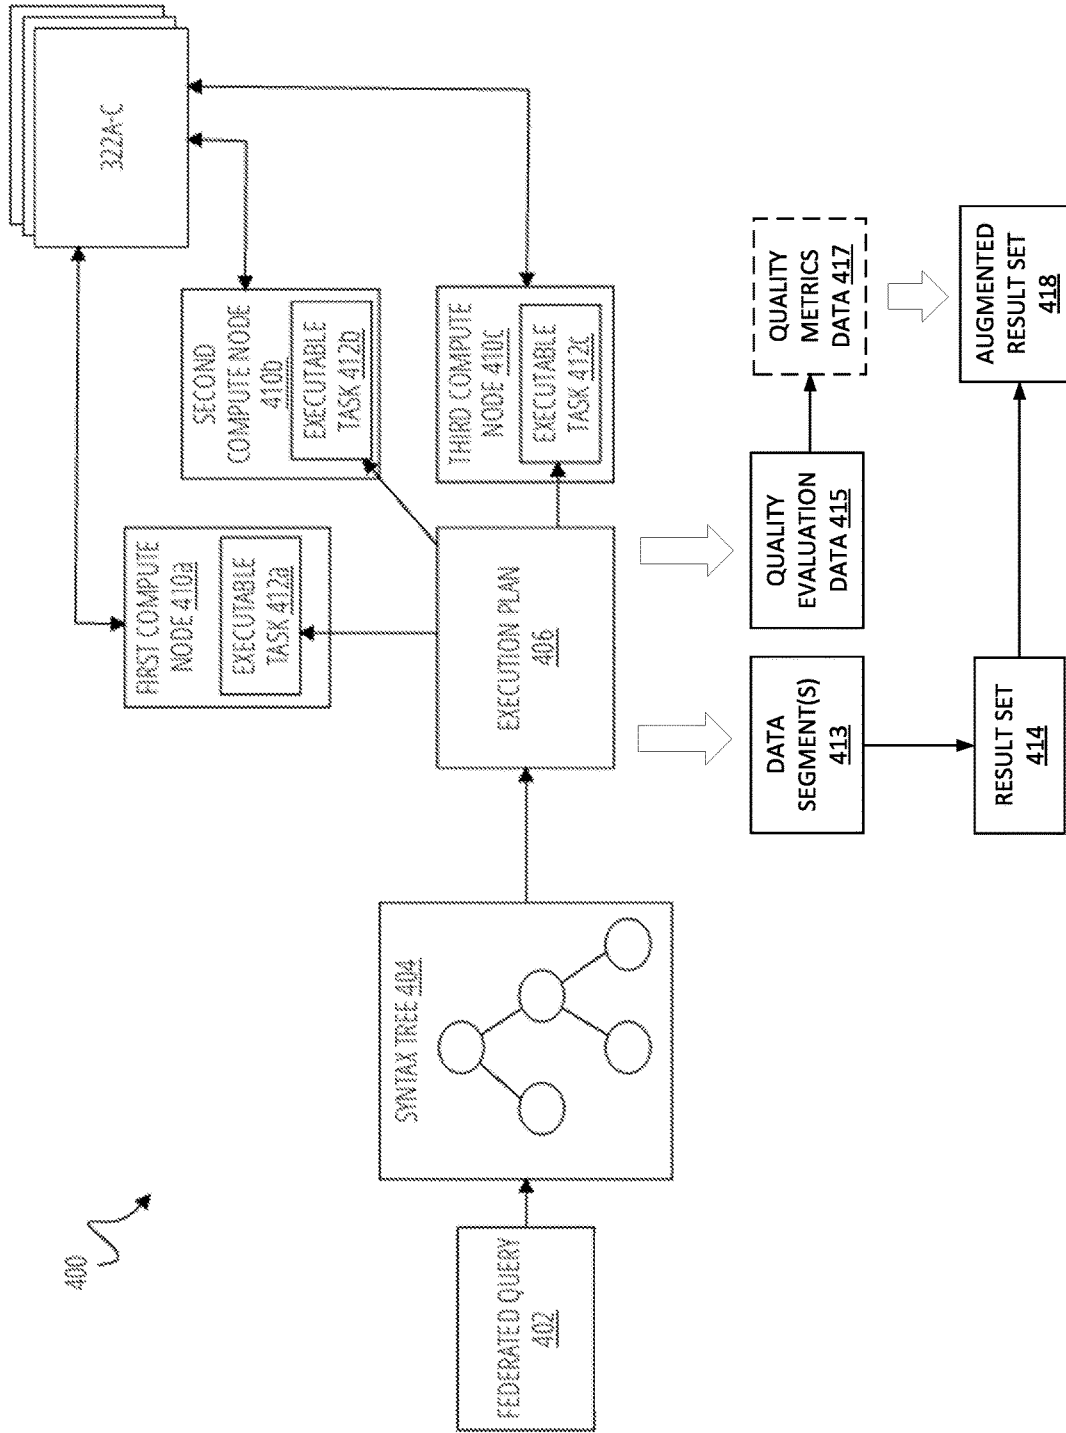 400
FEDERATED QUERY
402
SYNTAX TREE 404
EXECUTION PLAN
406
FIRST COMPUTE
NODE 410a
EXECUTABLE
TASK 412a
SECOND
COMPUTE NODE
410b
EXECUTABLE
TASK 412b
THIRD COMPUTE
NODE 410c
EXECUTABLE
TASK 412c
322A-C
DATA
SEGMENT(S)
413
QUALITY
EVALUATION
DATA 415
QUALITY
METRICS
DATA 417
RESULT SET
414
AUGMENTED
RESULT SET
418